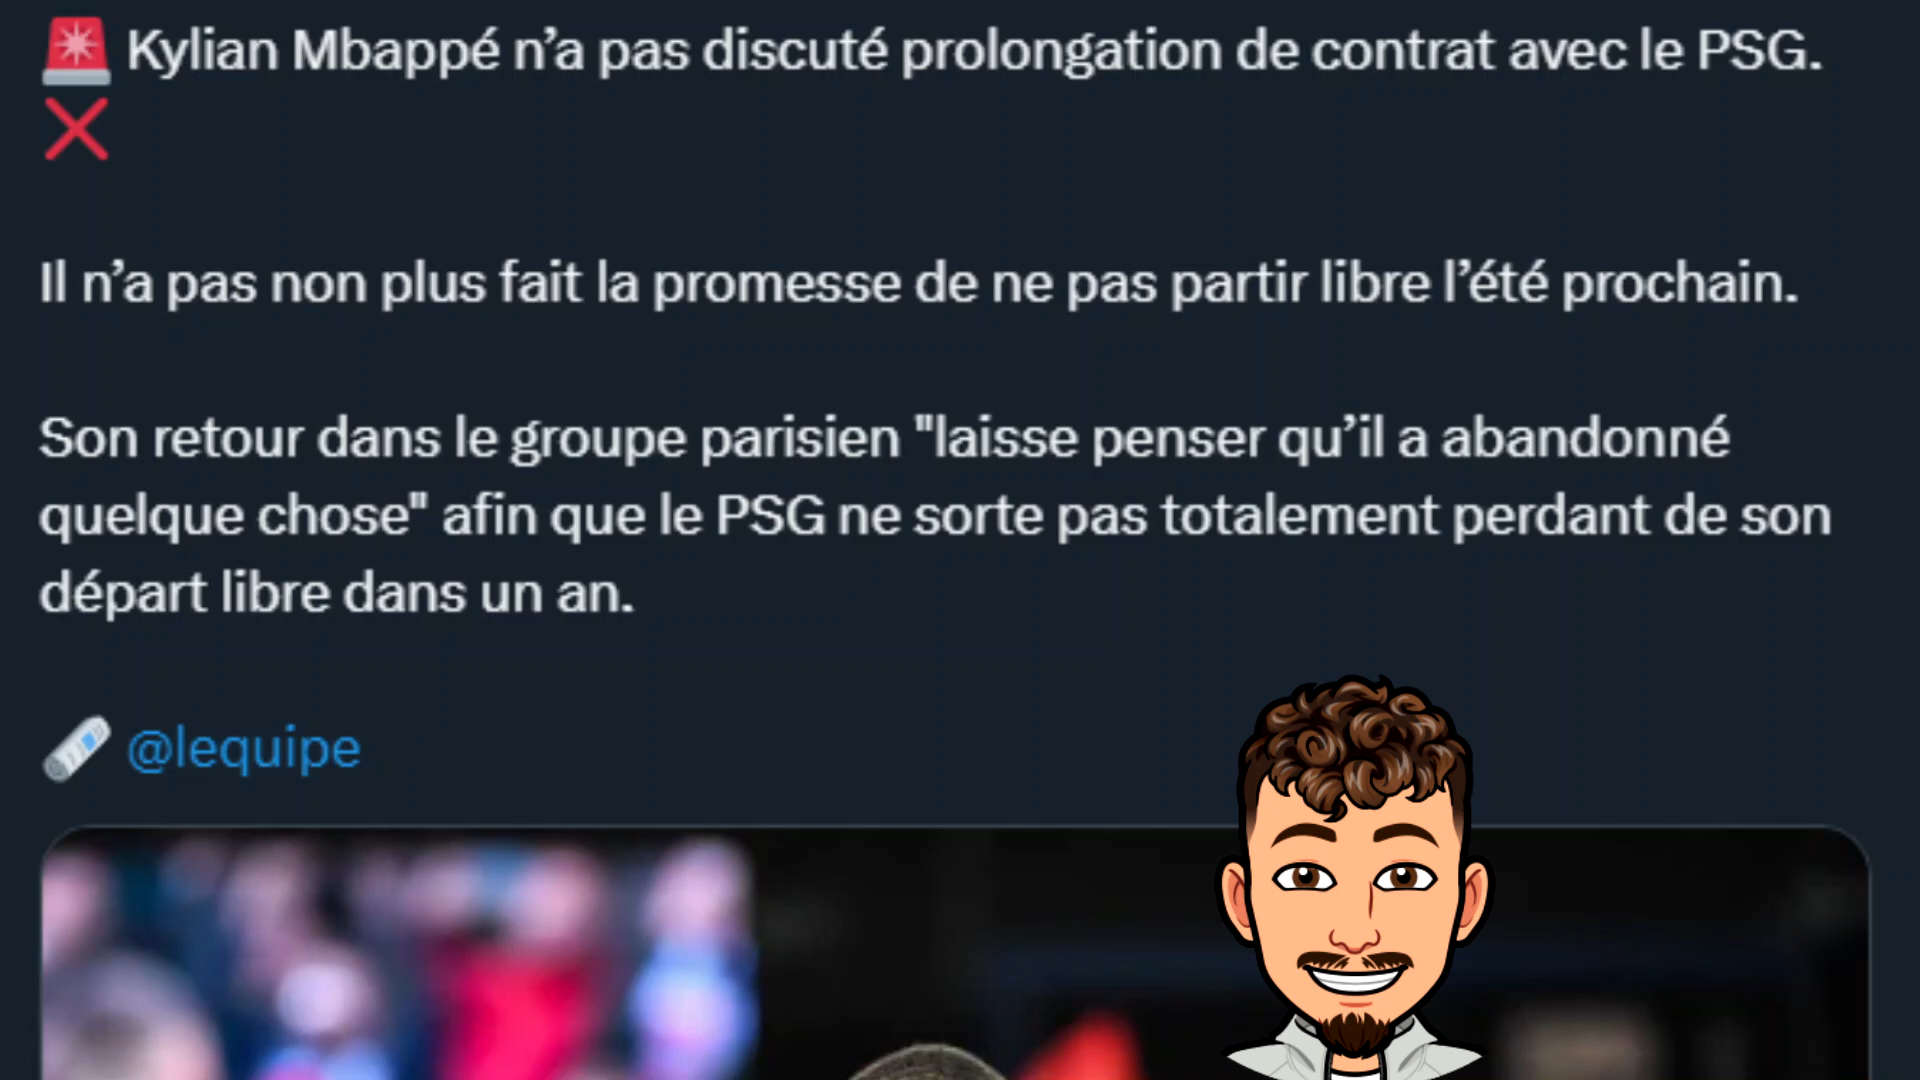 🚨 Kylian Mbappé n’a pas discuté prolongation de contrat avec le PSG.
❌
Il n’a pas non plus fait la promesse de ne pas partir libre l’été prochain.
Son retour dans le groupe parisien "laisse penser qu’il a abandonné
quelque chose" afin que le PSG ne sorte pas totalement perdant de son
départ libre dans un an.
🗞️ @lequipe